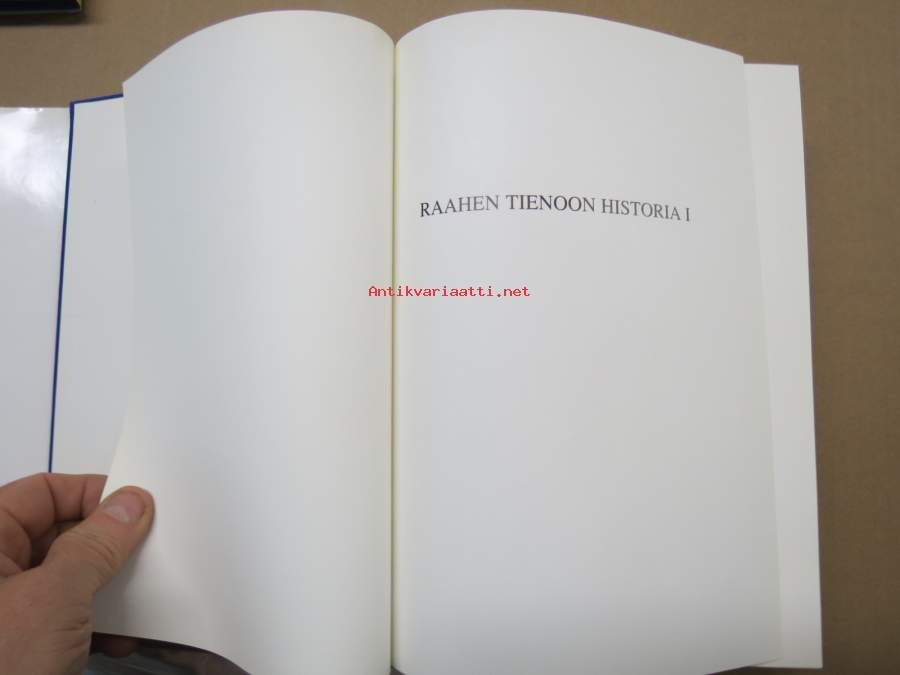 RAAHEN TIENOON HISTORIA I
Antikvariaatti.net